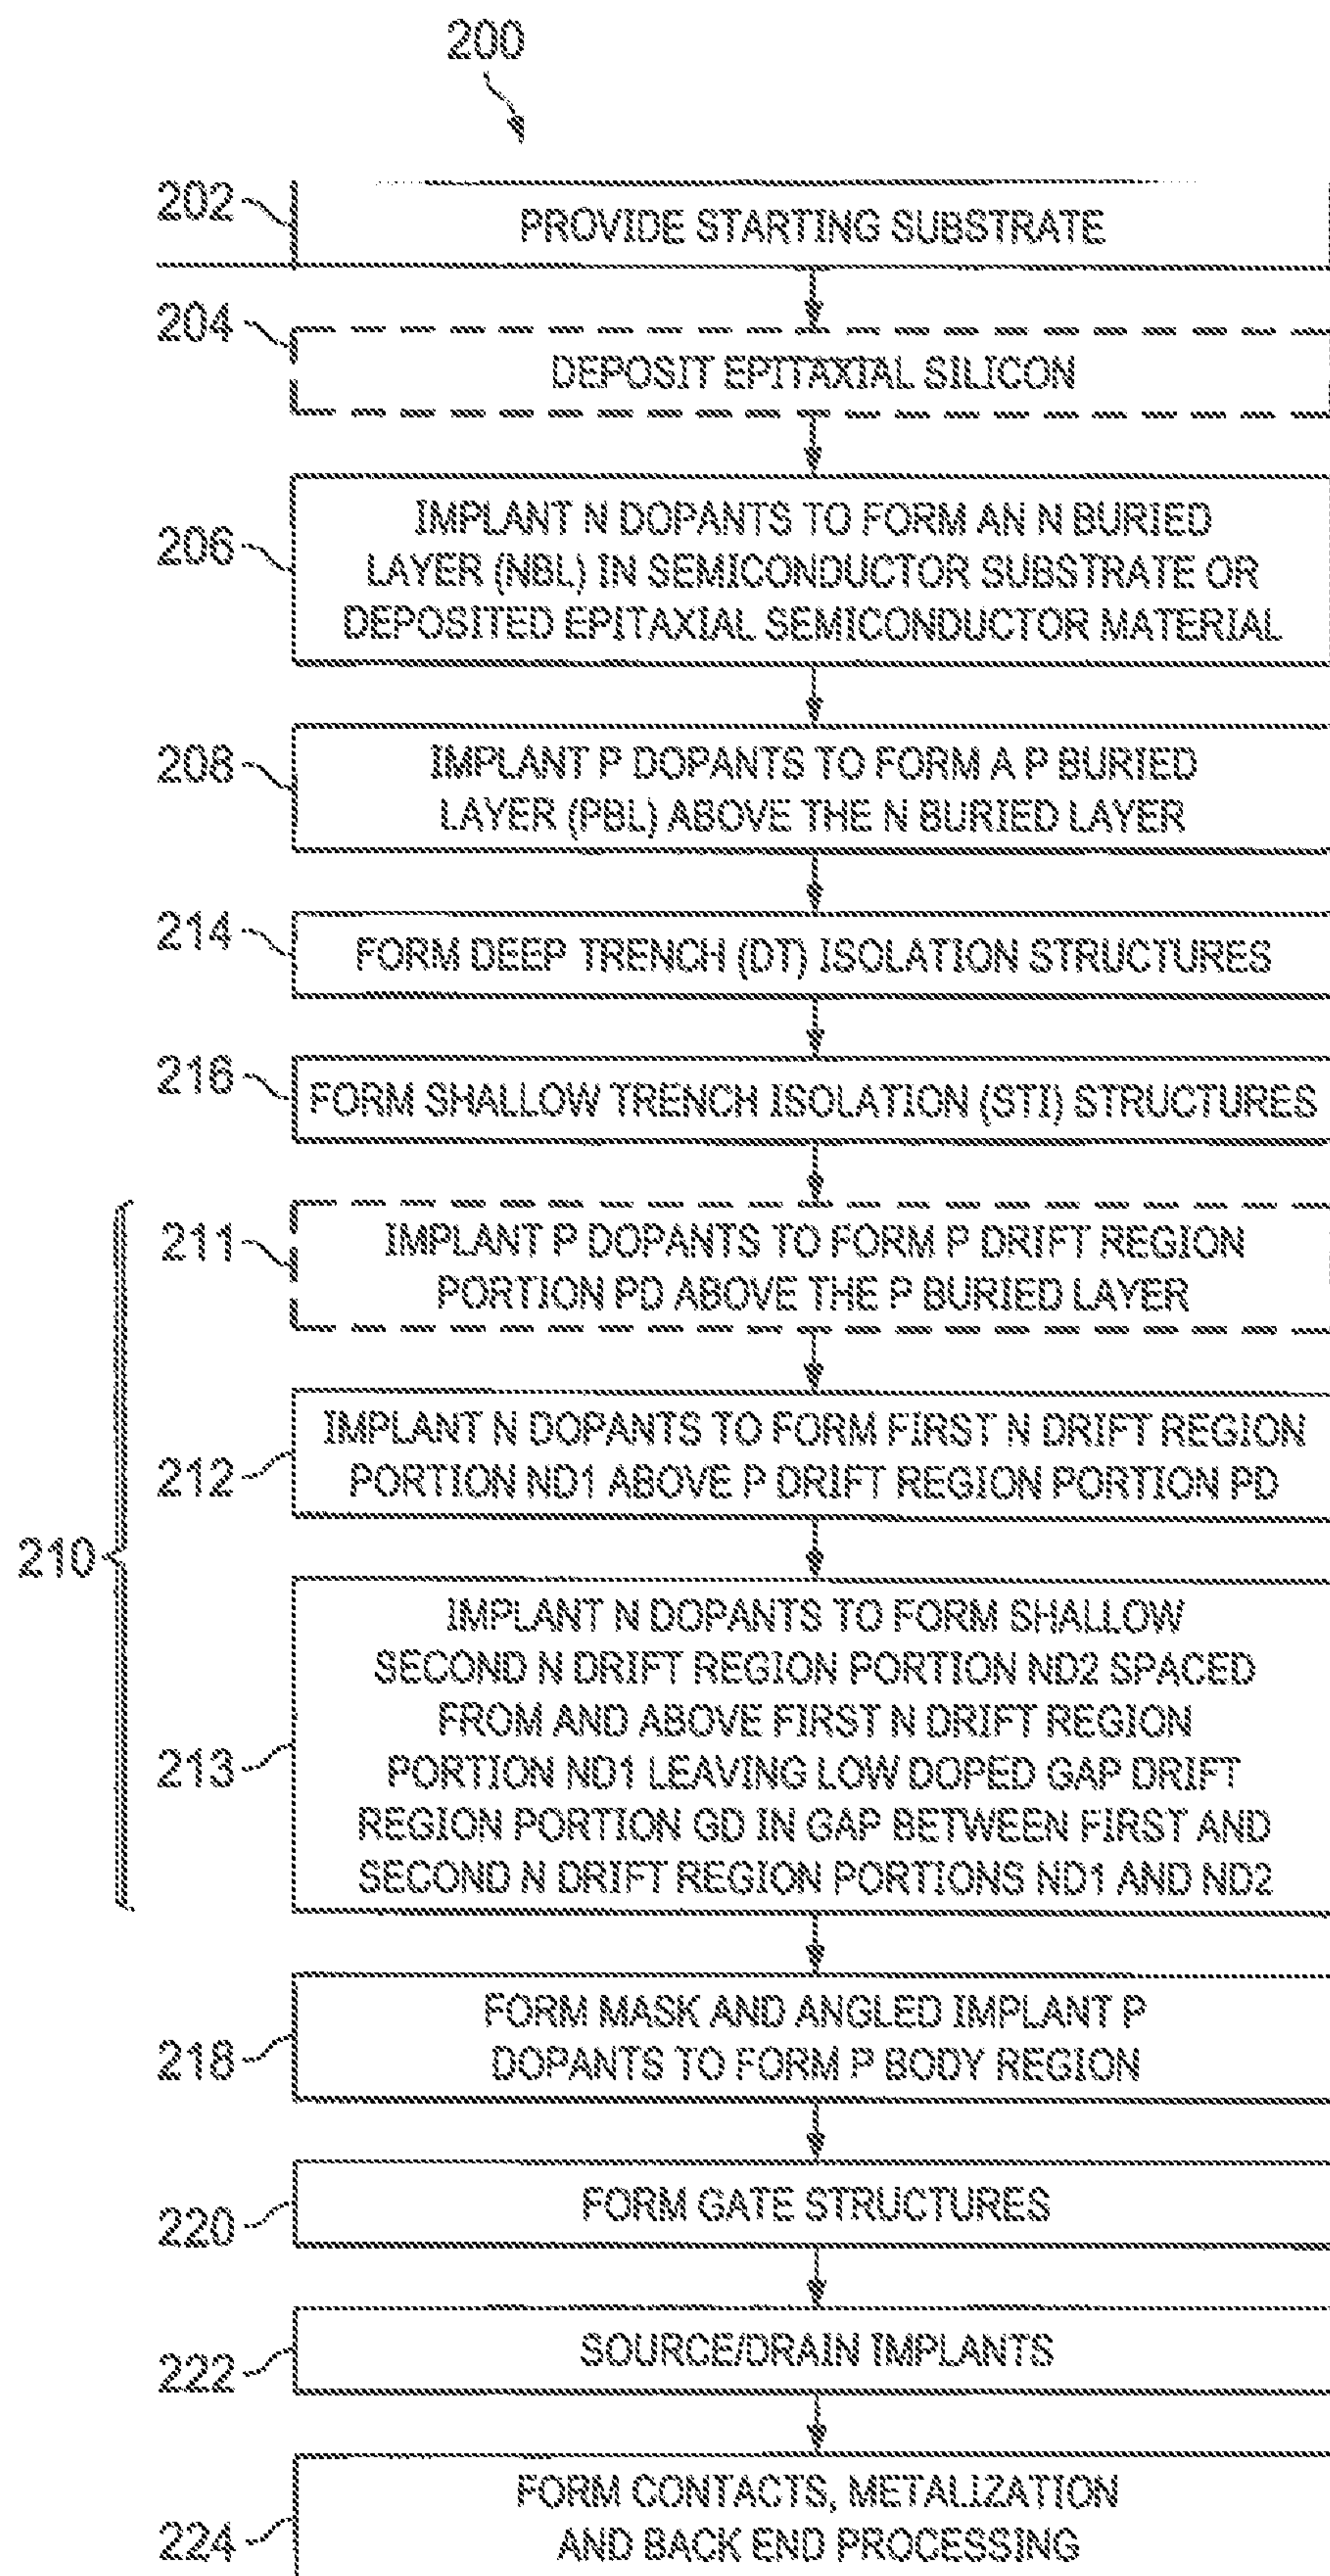 200
202
PROVIDE STARTING SUBSTRATE
204
DEPOSIT EPITAXIAL SILICON
206
IMPLANT N DOPANTS TO FORM AN N BURIED
LAYER (NBL) IN SEMICONDUCTOR SUBSTRATE OR
DEPOSITED EPITAXIAL SEMICONDUCTOR MATERIAL
208
IMPLANT P DOPANTS TO FORM A P BURIED
LAYER (PBL) ABOVE THE N BURIED LAYER
214
FORM DEEP TRENCH (DT) ISOLATION STRUCTURES
216
FORM SHALLOW TRENCH ISOLATION (STI) STRUCTURES
210
211
IMPLANT P DOPANTS TO FORM P DRIFT REGION
PORTION PD ABOVE THE P BURIED LAYER
212
IMPLANT N DOPANTS TO FORM FIRST N DRIFT REGION
PORTION ND1 ABOVE P DRIFT REGION PORTION PD
213
IMPLANT N DOPANTS TO FORM SHALLOW
SECOND N DRIFT REGION PORTION ND2 SPACED
FROM AND ABOVE FIRST N DRIFT REGION
PORTION ND1 LEAVING LOW DOPED GAP DRIFT
REGION PORTION GD IN GAP BETWEEN FIRST AND
SECOND N DRIFT REGION PORTIONS ND1 AND ND2
218
FORM MASK AND ANGLED IMPLANT P
DOPANTS TO FORM P BODY REGION
220
FORM GATE STRUCTURES
222
SOURCE/DRAIN IMPLANTS
224
FORM CONTACTS, METALIZATION
AND BACK END PROCESSING